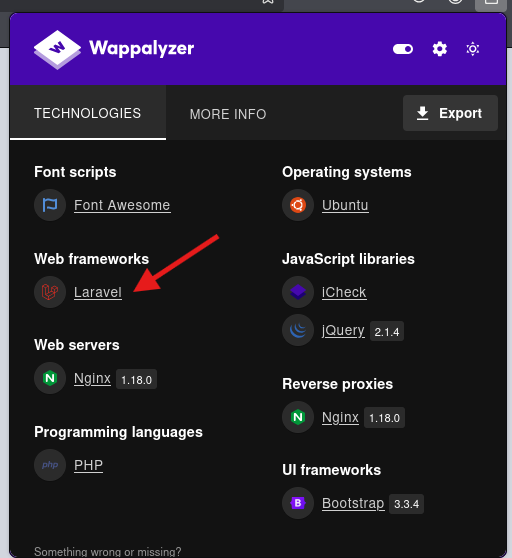 Wappalyzer
TECHNOLOGIES
MORE INFO
Export
Font scripts
Font Awesome
Web frameworks
Laravel
Web servers
Nginx 1.18.0
Programming languages
php PHP
Operating systems
Ubuntu
JavaScript libraries
iCheck
jQuery 2.1.4
Reverse proxies
Nginx 1.18.0
UI frameworks
B Bootstrap 3.3.4
Something wrong or missing?